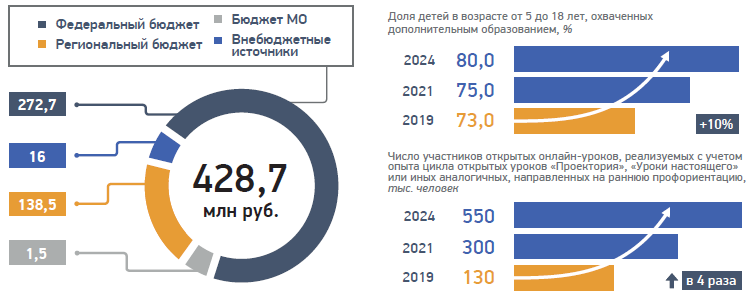 Федеральный бюджет
Региональный бюджет
Бюджет МО
Внебюджетные
источники
272,7
16
138,5
1,5
428,7
млн руб.
Доля детей в возрасте от 5 до 18 лет, охваченных
дополнительным образованием, %
2024 80,0
2021 75,0
2019 73,0
+10%
Число участников открытых онлайн-уроков, реализуемых с учетом
опыта цикла открытых уроков «Проектория», «Уроки настоящего»
или иных аналогичных, направленных на раннюю профориентацию,
тыс. человек
2024 550
2021 300
2019 130
в 4 раза